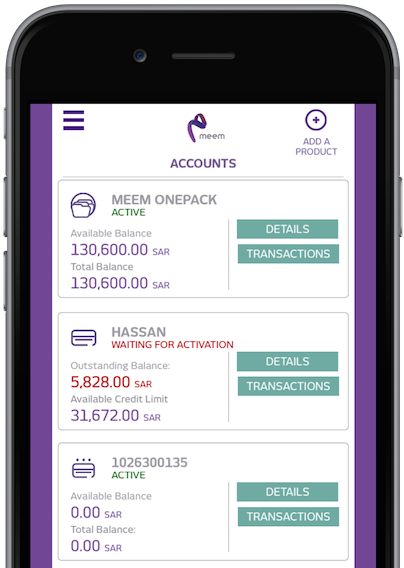 meem
ADD A
PRODUCT
ACCOUNTS
MEEM ONEPACK
ACTIVE
Available Balance
130,600.00 SAR
Total Balance
130,600.00 SAR
DETAILS
TRANSACTIONS
HASSAN
WAITING FOR ACTIVATION
Outstanding Balance:
5,828.00 SAR
Available Credit Limit
31,672.00 SAR
DETAILS
TRANSACTIONS
1026300135
ACTIVE
Available Balance
0.00 SAR
Total Balance:
0.00 SAR
DETAILS
TRANSACTIONS